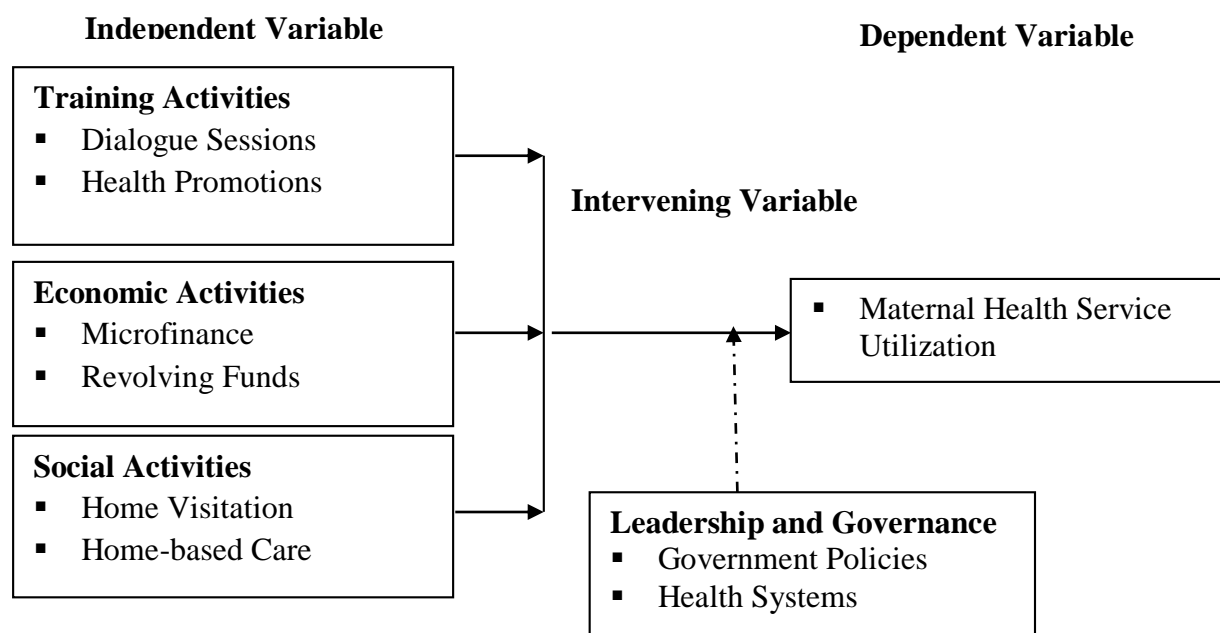 Independent Variable
Dependent Variable
Training Activities
▪ Dialogue Sessions
▪ Health Promotions
Intervening Variable
Economic Activities
▪ Microfinance
▪ Revolving Funds
▪ Maternal Health Service
Utilization
Social Activities
▪ Home Visitation
▪ Home-based Care
Leadership and Governance
▪ Government Policies
▪ Health Systems